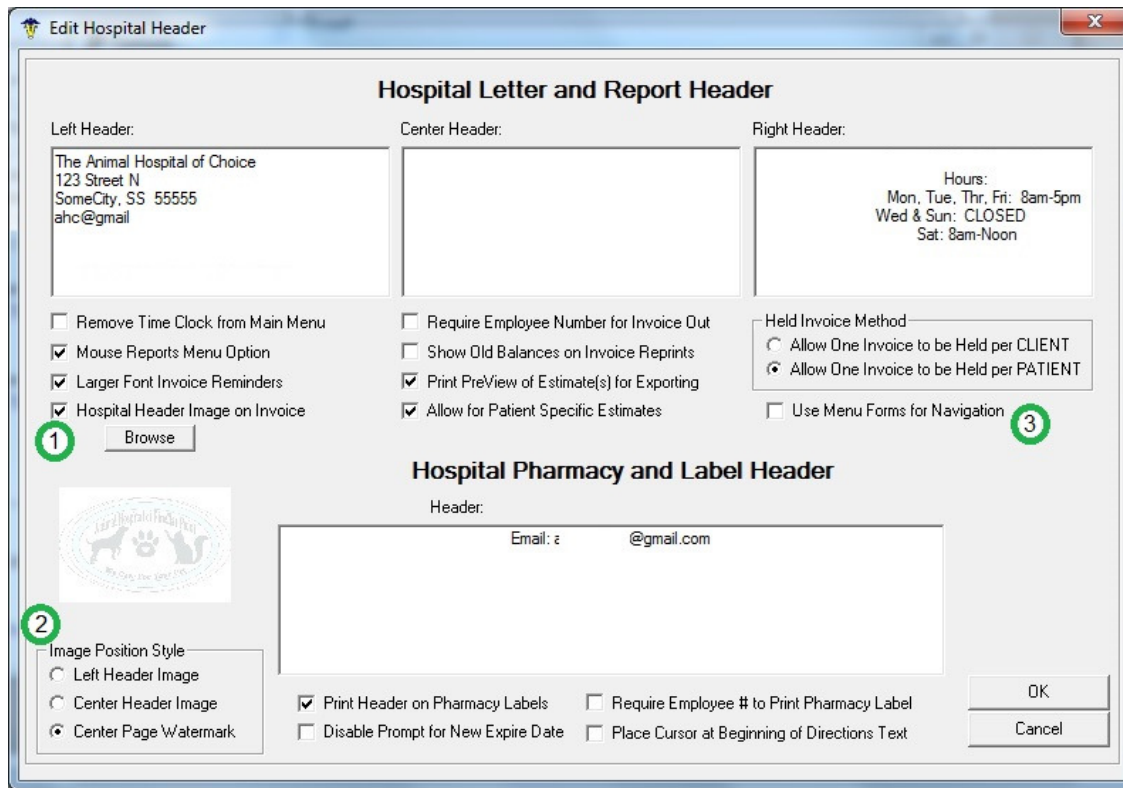 Edit Hospital Header
Hospital Letter and Report Header
Left Header:
The Animal Hospital of Choice
123 Street N
SomeCity, SS  55555
ahc@gmail
Center Header:
Right Header:
Hours:
Mon, Tue, Thr, Fri:  8am-5pm
Wed & Sun:  CLOSED
Sat: 8am-Noon
Remove Time Clock from Main Menu
Mouse Reports Menu Option
Larger Font Invoice Reminders
Hospital Header Image on Invoice
1
Browse
Require Employee Number for Invoice Out
Show Old Balances on Invoice Reprints
Print PreView of Estimate(s) for Exporting
Allow for Patient Specific Estimates
Held Invoice Method
Allow One Invoice to be Held per CLIENT
Allow One Invoice to be Held per PATIENT
Use Menu Forms for Navigation
3
Hospital Pharmacy and Label Header
Header:
Email: @gmail.com
2
Image Position Style
Left Header Image
Center Header Image
Center Page Watermark
Print Header on Pharmacy Labels
Disable Prompt for New Expire Date
Require Employee # to Print Pharmacy Label
Place Cursor at Beginning of Directions Text
OK
Cancel